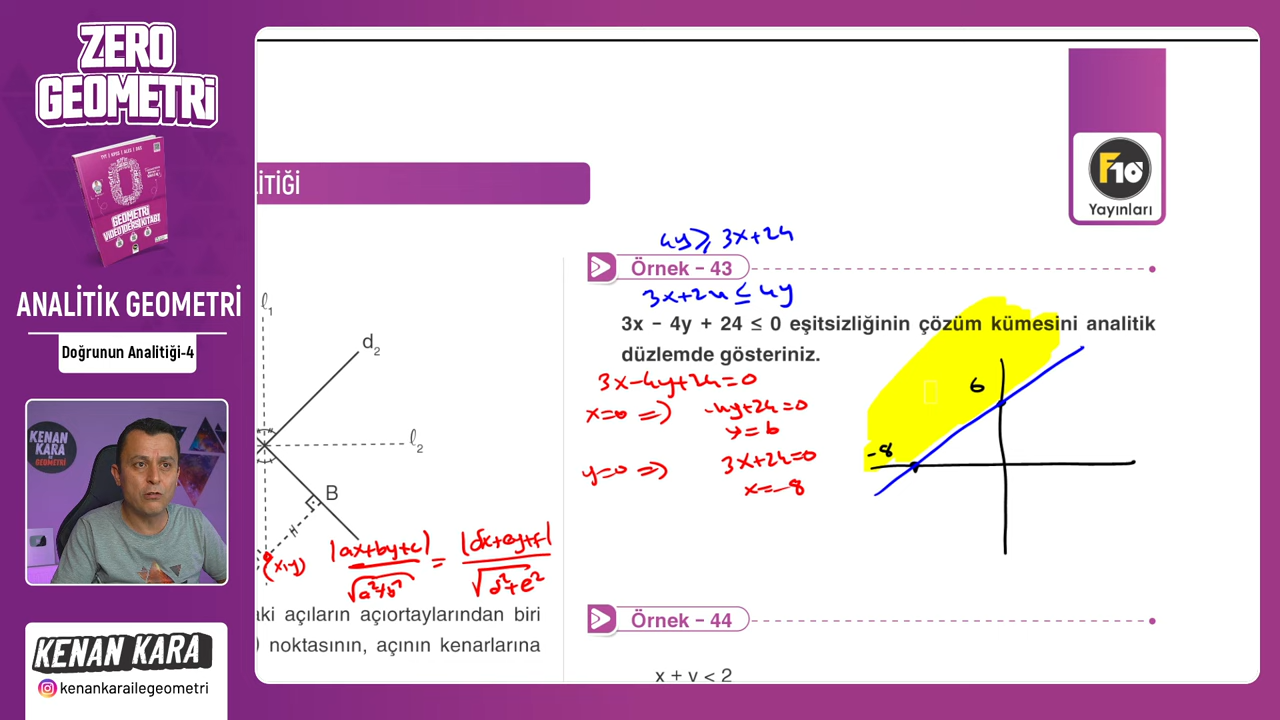 ZERO
GEOMETRİ
GEOMETRİ
VİDEO DERS KİTABI
ANALİTİK GEOMETRİ
Doğrunun Analitiği-4
KENAN
KARA
İLE
GEOMETRİ
KENAN KARA
kenankarailegeometri
LİTİĞİ
F10
Yayınları
l1
d2
l2
B
H
(x,y)
|ax+by+c| / √a²+b² = |dx+ey+f| / √d²+e²
aki açıların açıortaylarından biri
) noktasının, açının kenarlarına
4y ≥ 3x+24
Örnek - 43
3x+24 ≤ 4y
3x − 4y + 24 ≤ 0 eşitsizliğinin çözüm kümesini analitik
düzlemde gösteriniz.
3x-4y+24=0
x=0 => -4y+24=0
y=6
y=0 => 3x+24=0
x=-8
6
-8
Örnek - 44
x + y < 2